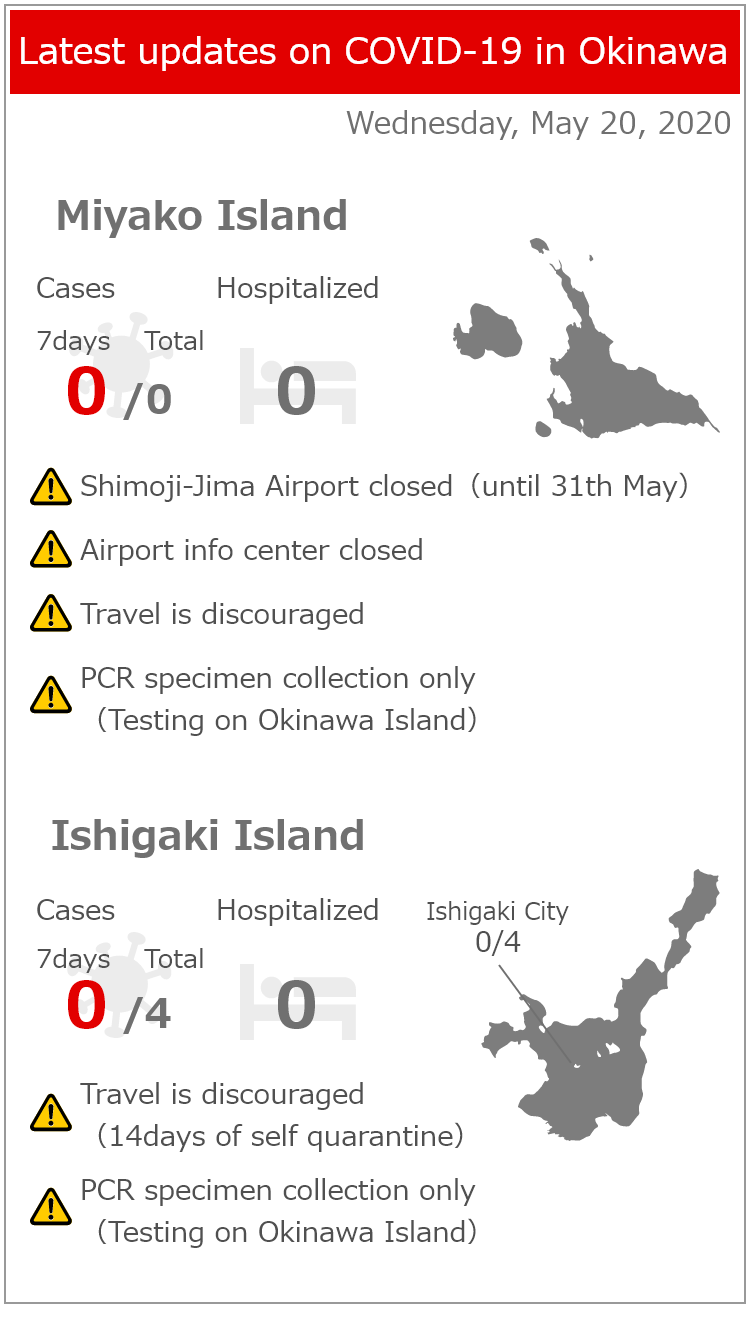 Latest updates on COVID-19 in Okinawa
Wednesday, May 20, 2020
Miyako Island
Cases Hospitalized
7days Total
0 /0 0
Shimoji-Jima Airport closed（until 31th May）
Airport info center closed
Travel is discouraged
PCR specimen collection only
（Testing on Okinawa Island）
Ishigaki Island
Cases Hospitalized
Ishigaki City
0/4
7days Total
0 /4 0
Travel is discouraged
（14days of self quarantine）
PCR specimen collection only
（Testing on Okinawa Island）